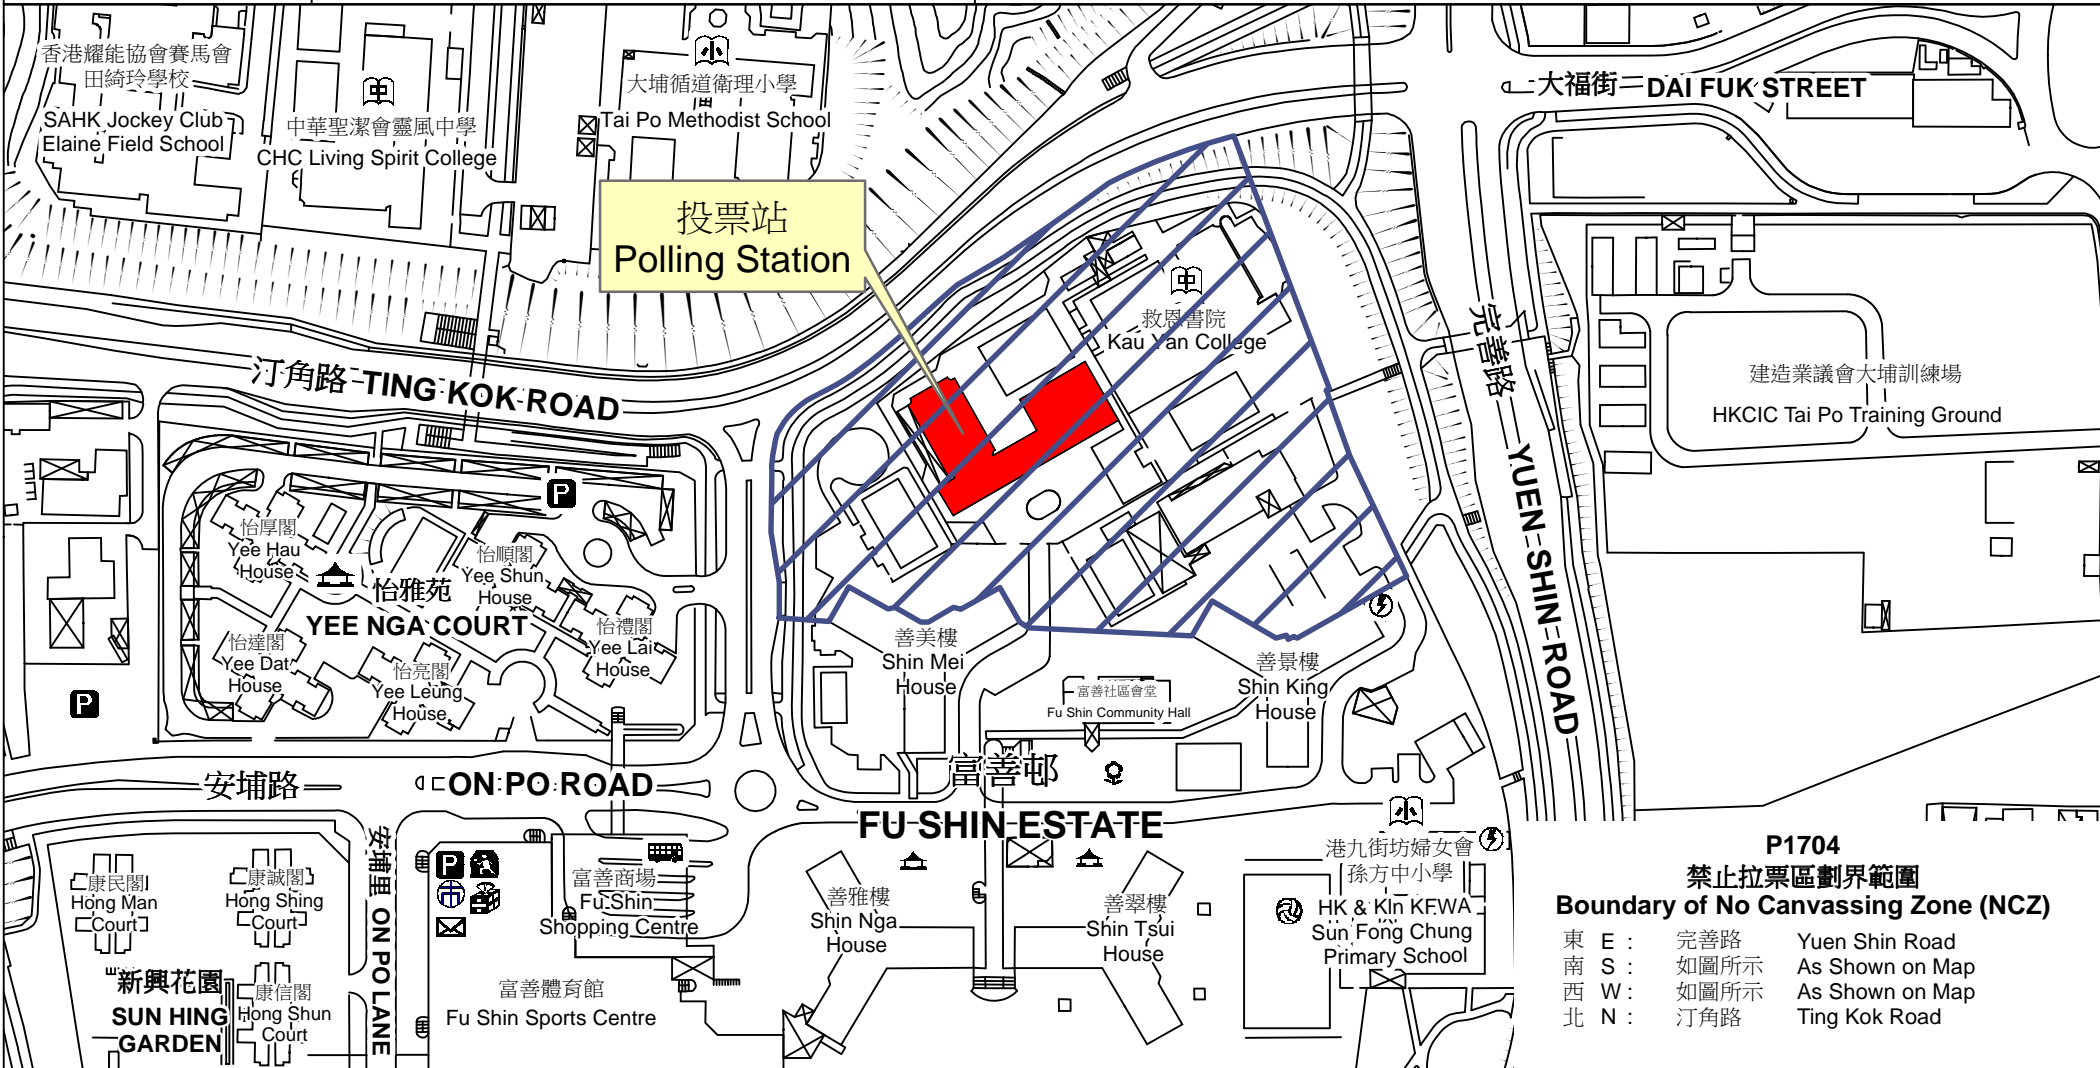 香港耀能協會賽馬會
田綺玲學校
SAHK Jockey Club
Elaine Field School
中
中華聖潔會靈風中學
CHC Living Spirit College
小
大埔循道衞理小學
Tai Po Methodist School
大福街 DAI FUK STREET
投票站
Polling Station
中
救恩書院
Kau Yan College
汀角路 TING KOK ROAD
完善路 YUEN SHIN ROAD
建造業議會大埔訓練場
HKCIC Tai Po Training Ground
P
怡厚閣
Yee Hau
House
怡順閣
Yee Shun
House
怡雅苑
YEE NGA COURT
怡達閣
Yee Dat
House
怡亮閣
Yee Leung
House
怡禮閣
Yee Lai
House
P
善美樓
Shin Mei
House
富善社區會堂
Fu Shin Community Hall
善景樓
Shin King
House
安埔路 ON PO ROAD
富善邨
FU SHIN ESTATE
安埔里 ON PO LANE
康民閣
Hong Man
Court
康誠閣
Hong Shing
Court
新興花園
SUN HING
GARDEN
康信閣
Hong Shun
Court
P
富善商場
Fu Shin
Shopping Centre
富善體育館
Fu Shin Sports Centre
善雅樓
Shin Nga
House
善翠樓
Shin Tsui
House
小
港九街坊婦女會
孫方中小學
HK & Kln KFWA
Sun Fong Chung
Primary School
P1704
禁止拉票區劃界範圍
Boundary of No Canvassing Zone (NCZ)
東 E : 完善路 Yuen Shin Road
南 S : 如圖所示 As Shown on Map
西 W : 如圖所示 As Shown on Map
北 N : 汀角路 Ting Kok Road